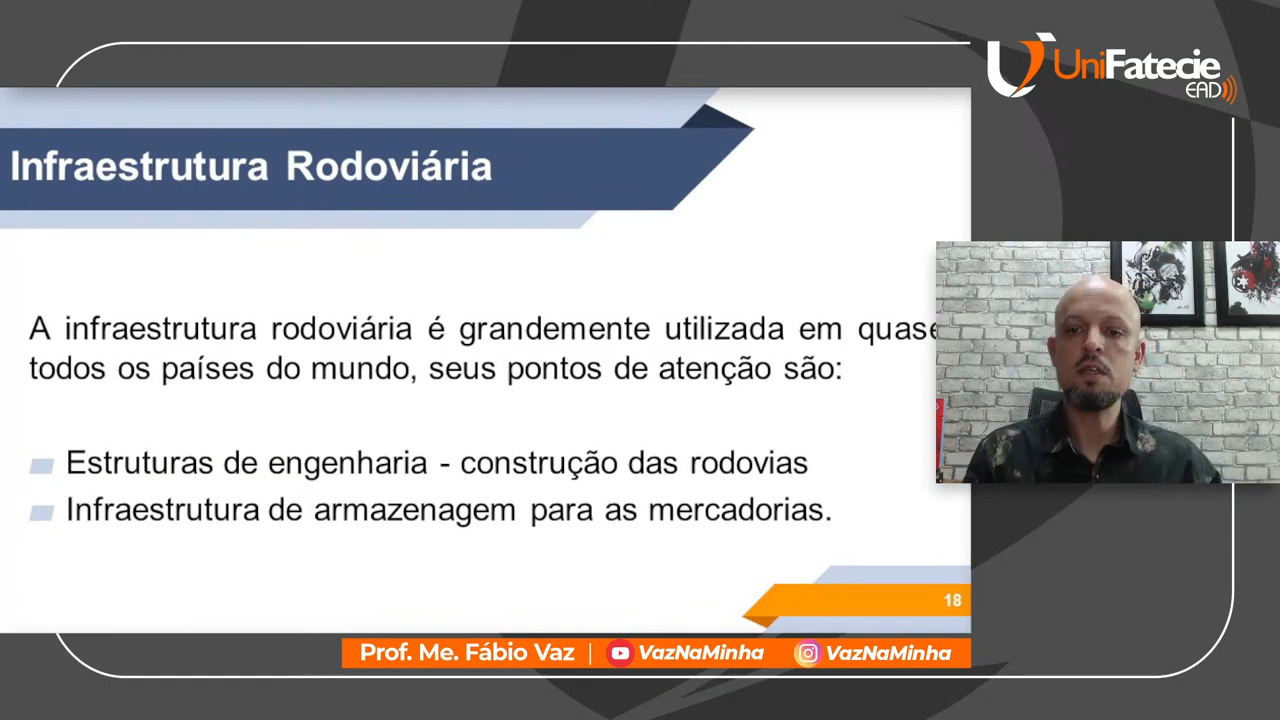 UniFatecie
EAD
Infraestrutura Rodoviária
A infraestrutura rodoviária é grandemente utilizada em quase
todos os países do mundo, seus pontos de atenção são:
Estruturas de engenharia - construção das rodovias
Infraestrutura de armazenagem para as mercadorias.
18
Prof. Me. Fábio Vaz | VazNaMinha VazNaMinha